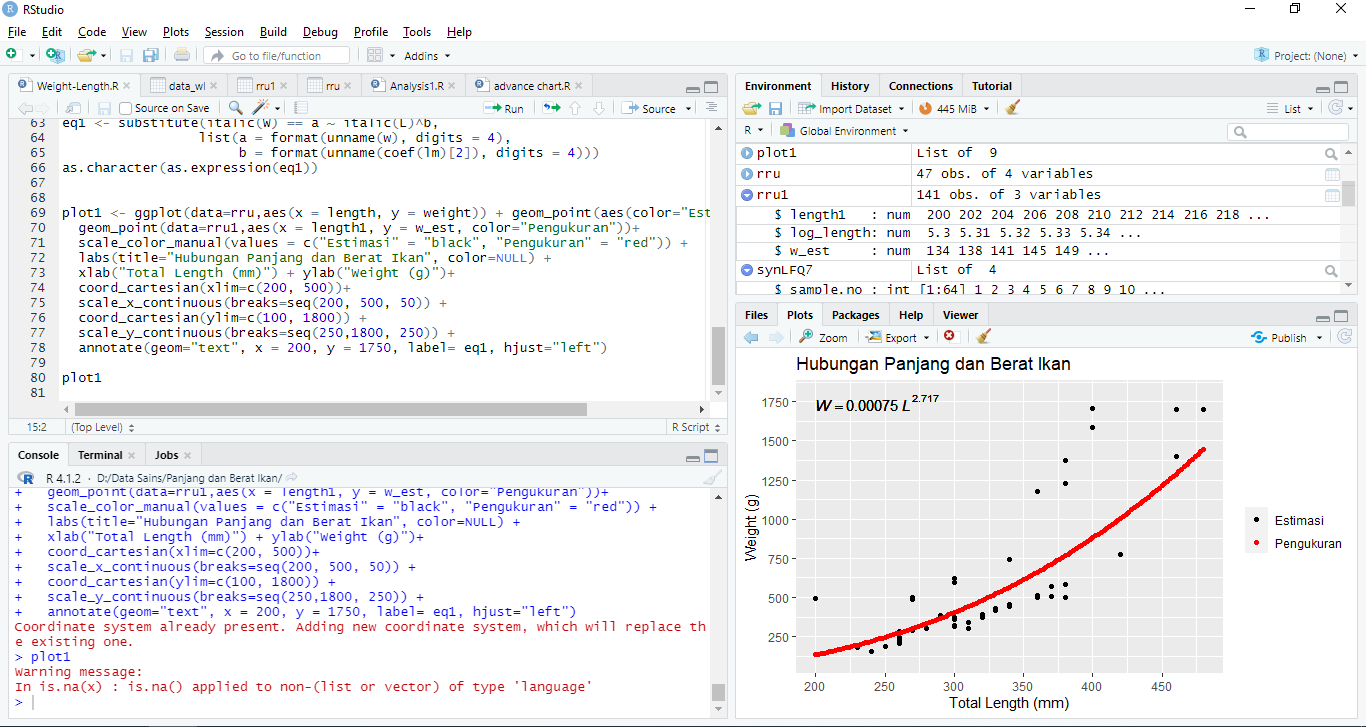 RStudio
File Edit Code View Plots Session Build Debug Profile Tools Help
Go to file/function Addins Project: (None)
Weight-Length.R data_wl rru1 rru Analysis1.R advance chart.R
Source on Save Run Source
63 eq1 <- substitute(italic(W) == a ~ italic(L)^b,
64 list(a = format(unname(w), digits = 4),
65 b = format(unname(coef(lm)[2]), digits = 4)))
66 as.character(as.expression(eq1))
67
68
69 plot1 <- ggplot(data=rru,aes(x = length, y = weight)) + geom_point(aes(color="Est
70 geom_point(data=rru1,aes(x = length1, y = w_est, color="Pengukuran"))+
71 scale_color_manual(values = c("Estimasi" = "black", "Pengukuran" = "red")) +
72 labs(title="Hubungan Panjang dan Berat Ikan", color=NULL) +
73 xlab("Total Length (mm)") + ylab("Weight (g)")+
74 coord_cartesian(xlim=c(200, 500))+
75 scale_x_continuous(breaks=seq(200, 500, 50)) +
76 coord_cartesian(ylim=c(100, 1800)) +
77 scale_y_continuous(breaks=seq(250,1800, 250)) +
78 annotate(geom="text", x = 200, y = 1750, label= eq1, hjust="left")
79
80 plot1
81
15:2 (Top Level) R Script
Console Terminal Jobs
R 4.1.2 · D:/Data Sains/Panjang dan Berat Ikan/
+ geom_point(data=rru1,aes(x = length1, y = w_est, color="Pengukuran"))+
+ scale_color_manual(values = c("Estimasi" = "black", "Pengukuran" = "red")) +
+ labs(title="Hubungan Panjang dan Berat Ikan", color=NULL) +
+ xlab("Total Length (mm)") + ylab("Weight (g)")+
+ coord_cartesian(xlim=c(200, 500))+
+ scale_x_continuous(breaks=seq(200, 500, 50)) +
+ coord_cartesian(ylim=c(100, 1800)) +
+ scale_y_continuous(breaks=seq(250,1800, 250)) +
+ annotate(geom="text", x = 200, y = 1750, label= eq1, hjust="left")
Coordinate system already present. Adding new coordinate system, which will replace th
e existing one.
> plot1
Warning message:
In is.na(x) : is.na() applied to non-(list or vector) of type 'language'
>
Environment History Connections Tutorial
Import Dataset 445 MiB List
R Global Environment
plot1 List of 9
rru 47 obs. of 4 variables
rru1 141 obs. of 3 variables
$ length1 : num 200 202 204 206 208 210 212 214 216 218 ...
$ log_length: num 5.3 5.31 5.32 5.33 5.34 ...
$ w_est : num 134 138 141 145 149 ...
synLFQ7 List of 4
$ sample.no : int [1:64] 1 2 3 4 5 6 7 8 9 10 ...
Files Plots Packages Help Viewer
Zoom Export Publish
Hubungan Panjang dan Berat Ikan
W = 0.00075 L^2.717
1750
1500
1250
1000
750
500
250
Weight (g)
200 250 300 350 400 450
Total Length (mm)
Estimasi
Pengukuran